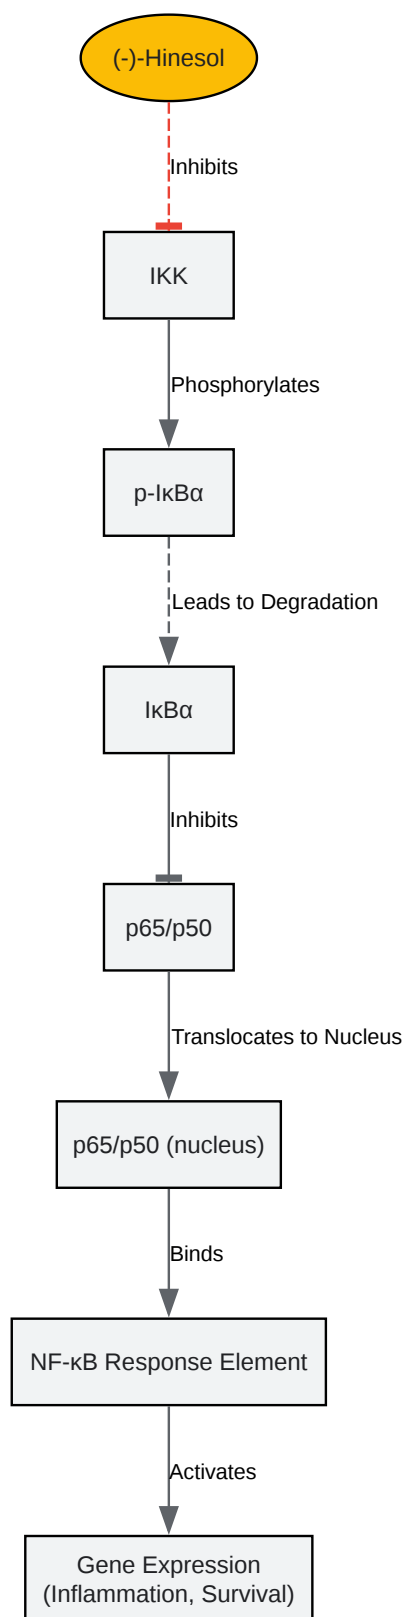 (-)-Hinesol
Inhibits
IKK
Phosphorylates
p-IκBα
Leads to Degradation
IκBα
Inhibits
p65/p50
Translocates to Nucleus
p65/p50 (nucleus)
Binds
NF-κB Response Element
Activates
Gene Expression
(Inflammation, Survival)